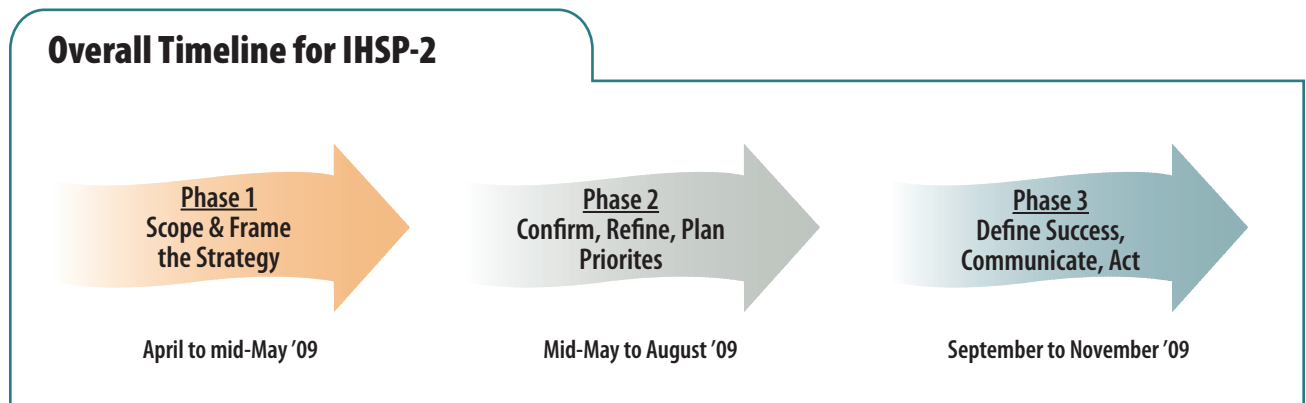 Overall Timeline for IHSP-2
Phase 1
Scope & Frame
the Strategy
April to mid-May ’09
Phase 2
Confirm, Refine, Plan
Priorites
Mid-May to August ’09
Phase 3
Define Success,
Communicate, Act
September to November ’09